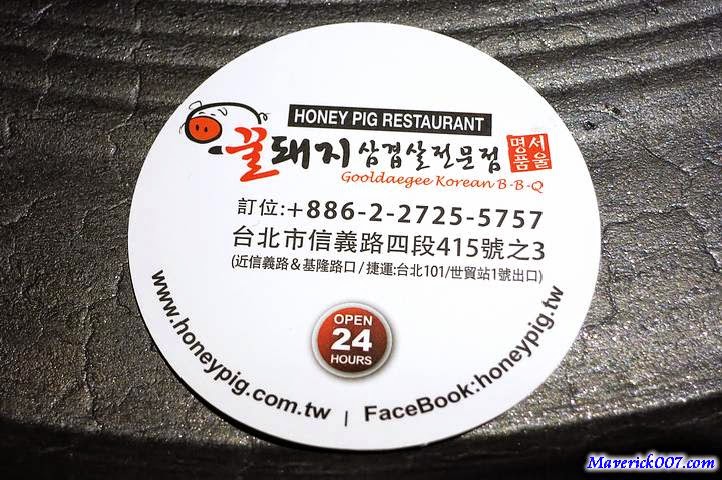 HONEY PIG RESTAURANT
꿀돼지 삼겹살전문점
명품 서울
Gooldaegee Korean B-B-Q
訂位:+886-2-2725-5757
台北市信義路四段415號之3
(近信義路&基隆路口/捷運:台北101/世貿站1號出口)
OPEN
24
HOURS
www.honeypig.com.tw | FaceBook:honeypig.tw
Maverick007.com